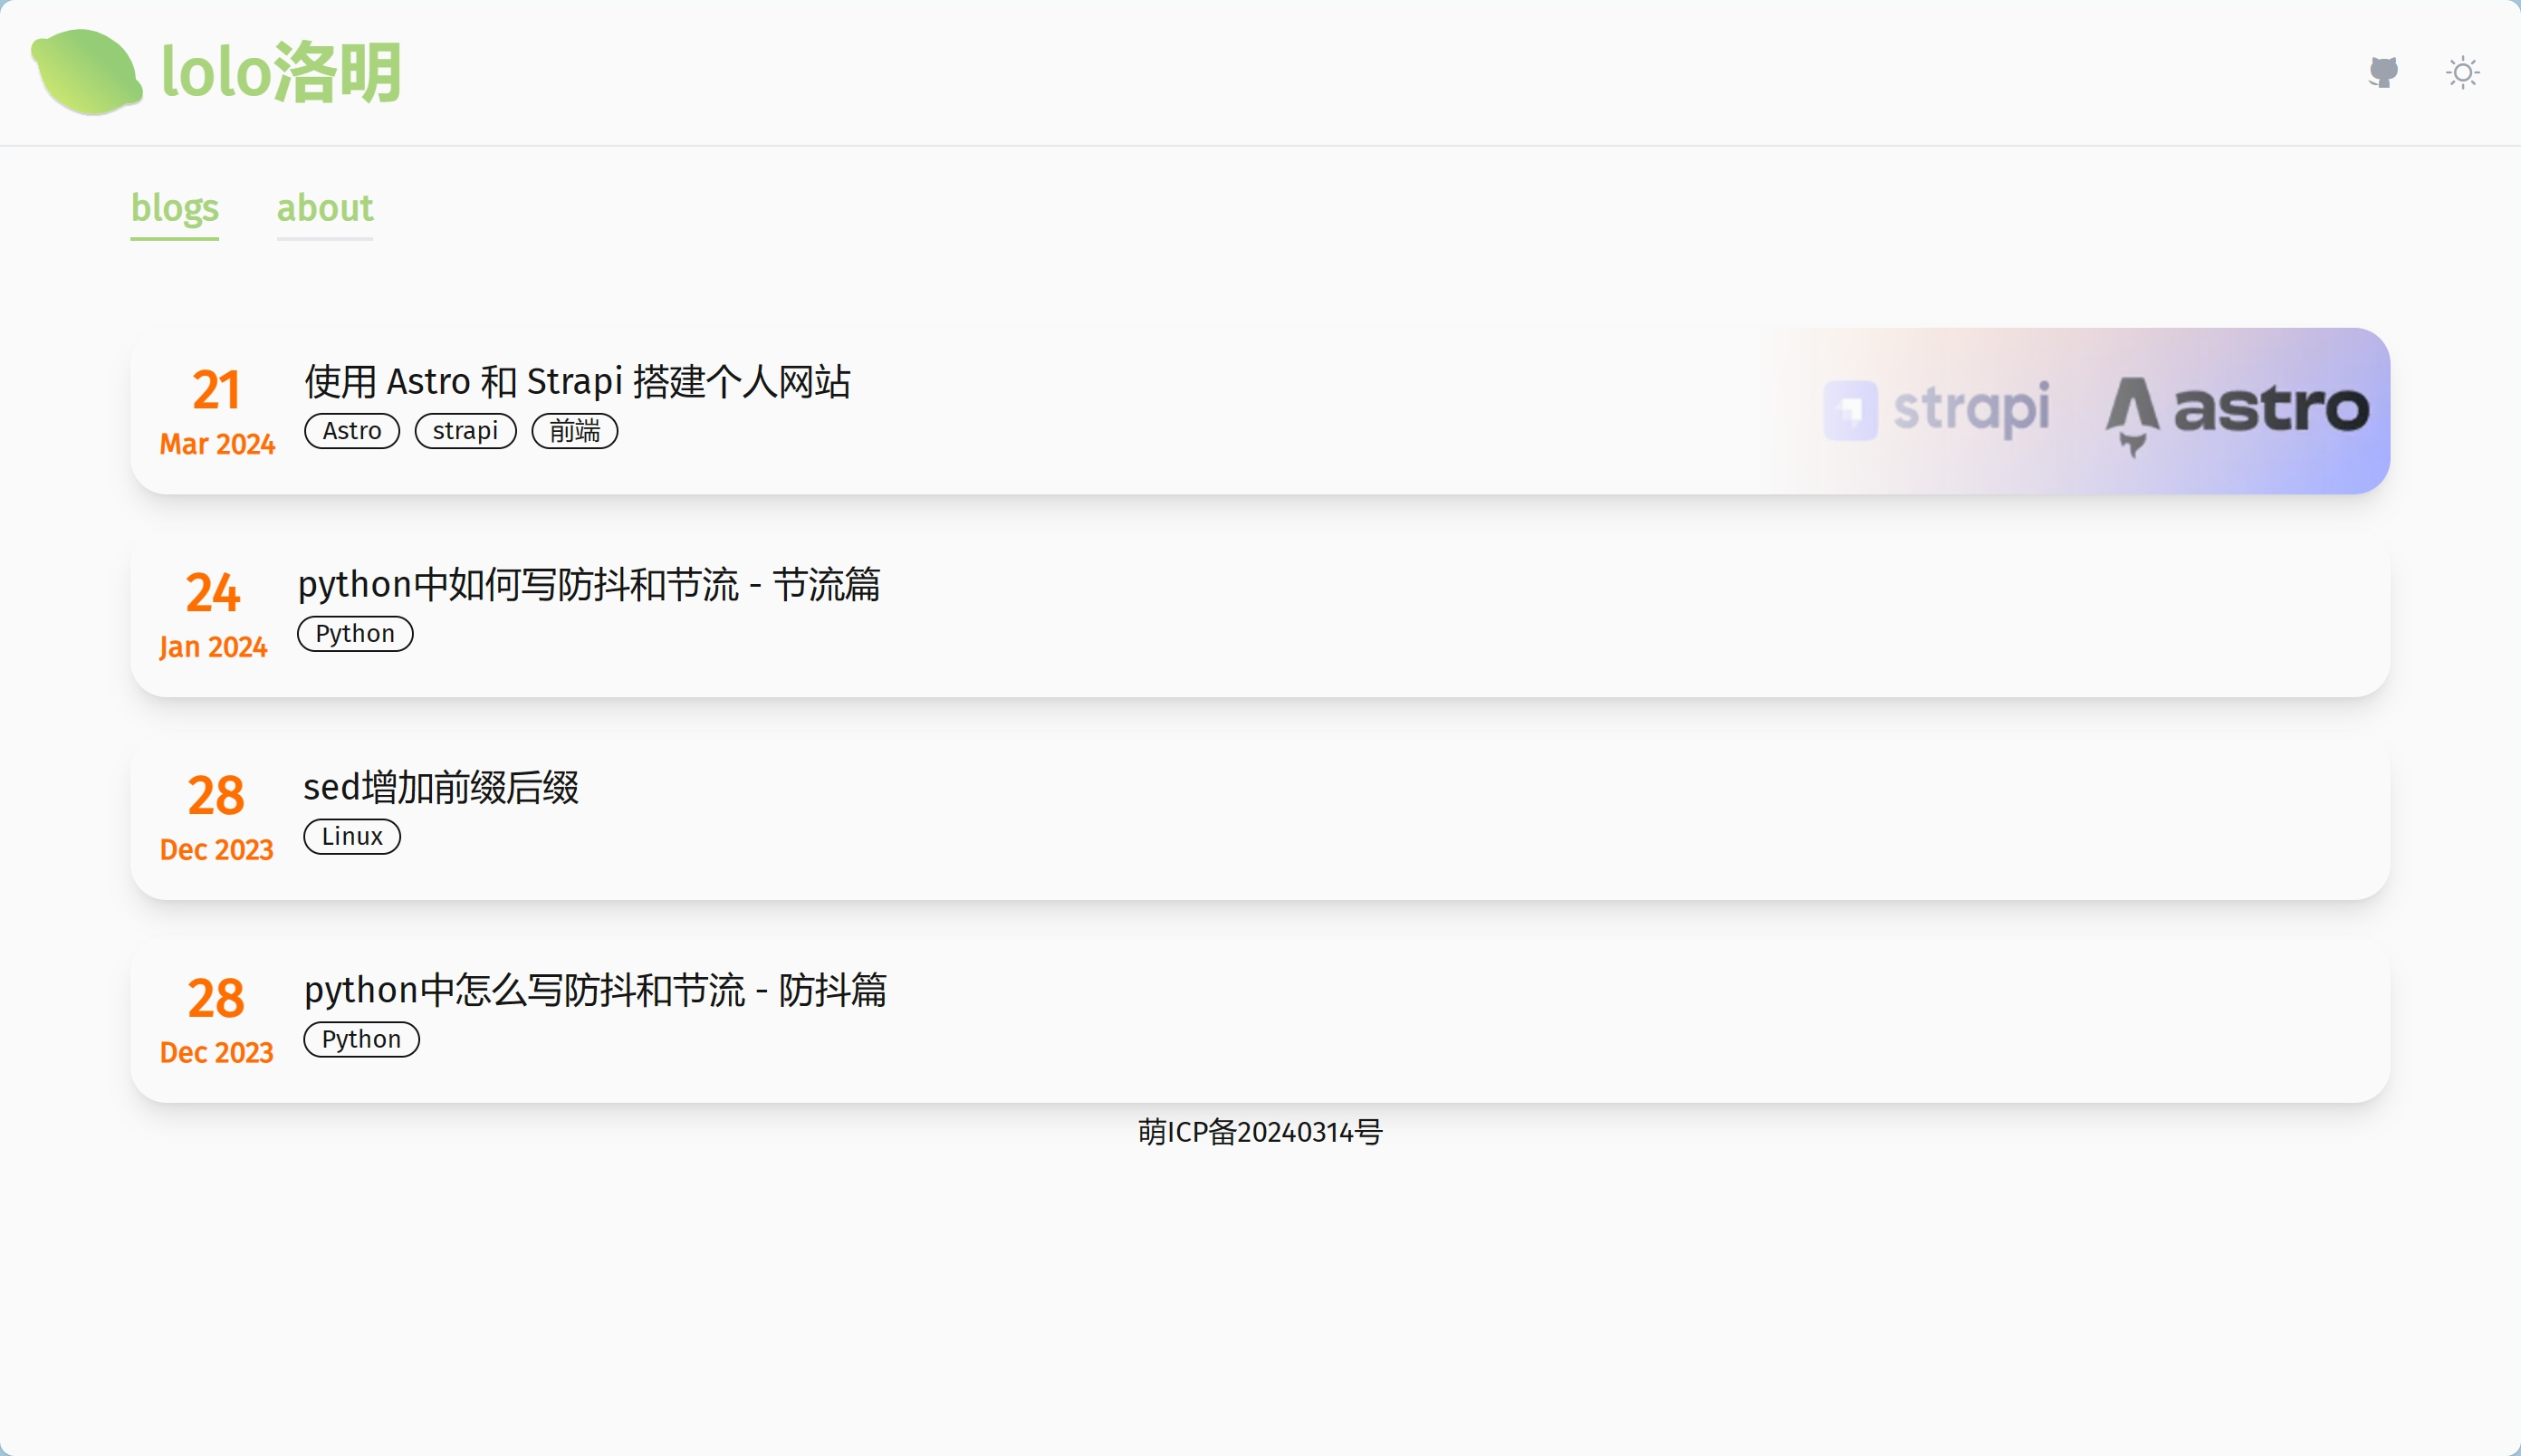 lolo洛明
blogs about
21
Mar 2024
使用 Astro 和 Strapi 搭建个人网站
Astro strapi 前端
strapi astro
24
Jan 2024
python中如何写防抖和节流 - 节流篇
Python
28
Dec 2023
sed增加前缀后缀
Linux
28
Dec 2023
python中怎么写防抖和节流 - 防抖篇
Python
萌ICP备20240314号